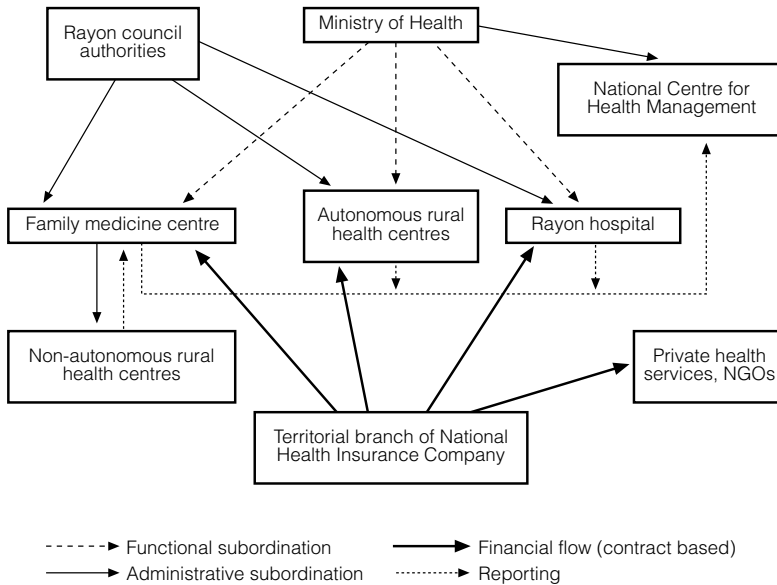 Rayon council
authorities
Ministry of Health
National Centre for
Health Management
Family medicine centre
Autonomous rural
health centres
Rayon hospital
Non-autonomous rural
health centres
Private health
services, NGOs
Territorial branch of National
Health Insurance Company
Functional subordination
Financial flow (contract based)
Administrative subordination
Reporting